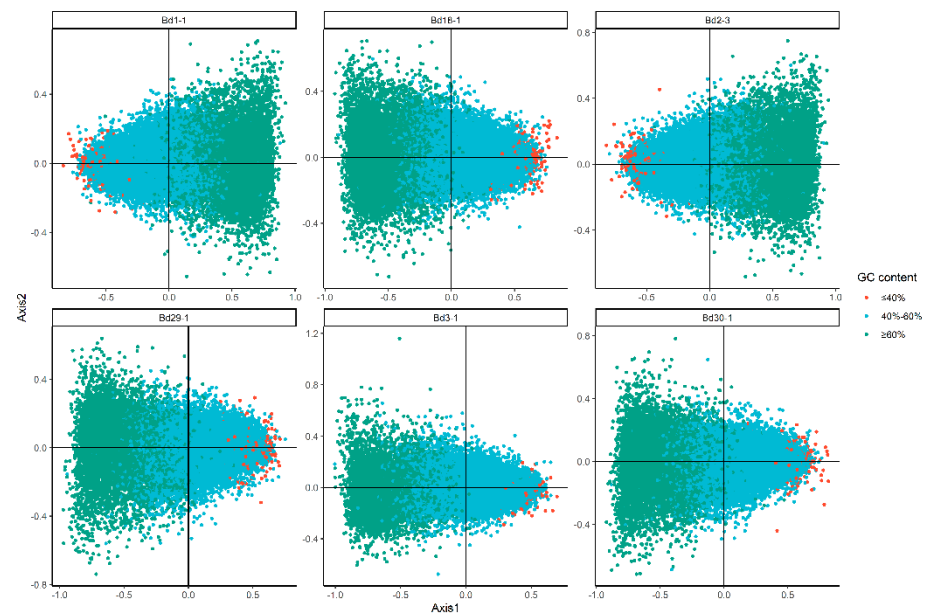 Bd1-1 Bd18-1 Bd2-3
0.4 0.0 -0.4
0.4 0.0 -0.4
0.8 0.4 0.0 -0.4
-0.5 0.0 0.5 1.0
-1.0 -0.5 0.0 0.5
-0.5 0.0 0.5 1.0
Axis2
GC content
≤40%
40%-60%
≥60%
Bd29-1 Bd3-1 Bd30-1
0.4 0.0 -0.4 -0.8
1.2 0.8 0.4 0.0 -0.4
0.4 0.0 -0.4
-1.0 -0.5 0.0 0.5
-1.0 -0.5 0.0 0.5
-1.0 -0.5 0.0 0.5
Axis1